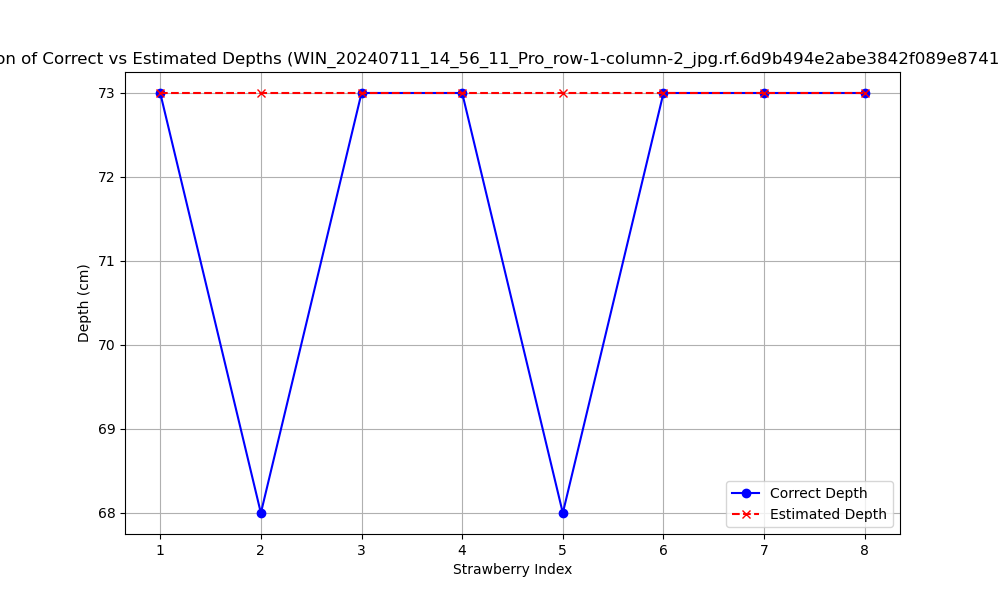 on of Correct vs Estimated Depths (WIN_20240711_14_56_11_Pro_row-1-column-2_jpg.rf.6d9b494e2abe3842f089e8741
73
72
71
70
69
68
Depth (cm)
Correct Depth
Estimated Depth
1 2 3 4 5 6 7 8
Strawberry Index